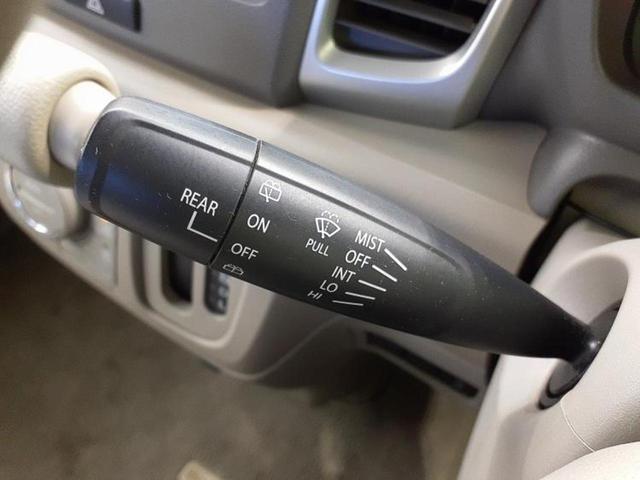 REAR
ON
OFF
PULL
MIST
OFF
INT
LO
HI